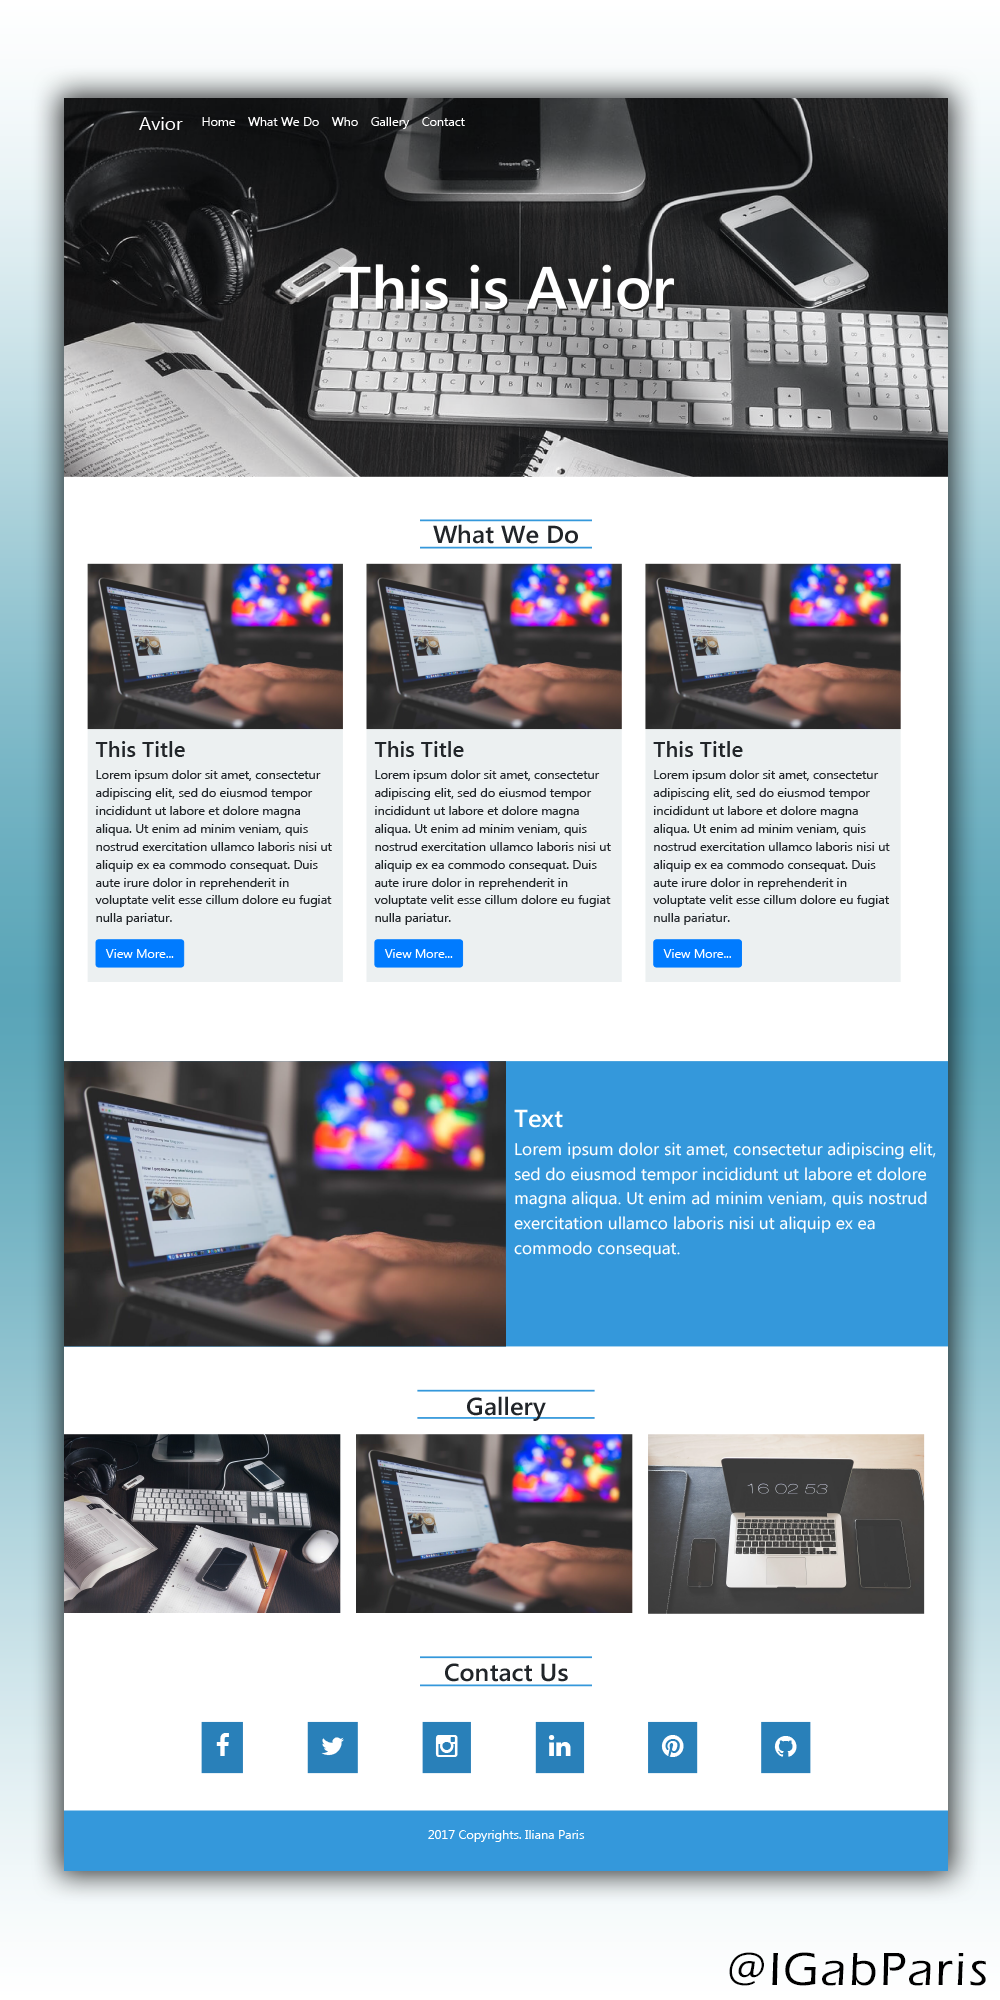 Avior Home What We Do Who Gallery Contact
This is Avior
What We Do
This Title
Lorem ipsum dolor sit amet, consectetur
adipiscing elit, sed do eiusmod tempor
incididunt ut labore et dolore magna
aliqua. Ut enim ad minim veniam, quis
nostrud exercitation ullamco laboris nisi ut
aliquip ex ea commodo consequat. Duis
aute irure dolor in reprehenderit in
voluptate velit esse cillum dolore eu fugiat
nulla pariatur.
View More...
This Title
Lorem ipsum dolor sit amet, consectetur
adipiscing elit, sed do eiusmod tempor
incididunt ut labore et dolore magna
aliqua. Ut enim ad minim veniam, quis
nostrud exercitation ullamco laboris nisi ut
aliquip ex ea commodo consequat. Duis
aute irure dolor in reprehenderit in
voluptate velit esse cillum dolore eu fugiat
nulla pariatur.
View More...
This Title
Lorem ipsum dolor sit amet, consectetur
adipiscing elit, sed do eiusmod tempor
incididunt ut labore et dolore magna
aliqua. Ut enim ad minim veniam, quis
nostrud exercitation ullamco laboris nisi ut
aliquip ex ea commodo consequat. Duis
aute irure dolor in reprehenderit in
voluptate velit esse cillum dolore eu fugiat
nulla pariatur.
View More...
Text
Lorem ipsum dolor sit amet, consectetur adipiscing elit,
sed do eiusmod tempor incididunt ut labore et dolore
magna aliqua. Ut enim ad minim veniam, quis nostrud
exercitation ullamco laboris nisi ut aliquip ex ea
commodo consequat.
Gallery
16 02 53
Contact Us
2017 Copyrights. Iliana Paris
@IGabParis